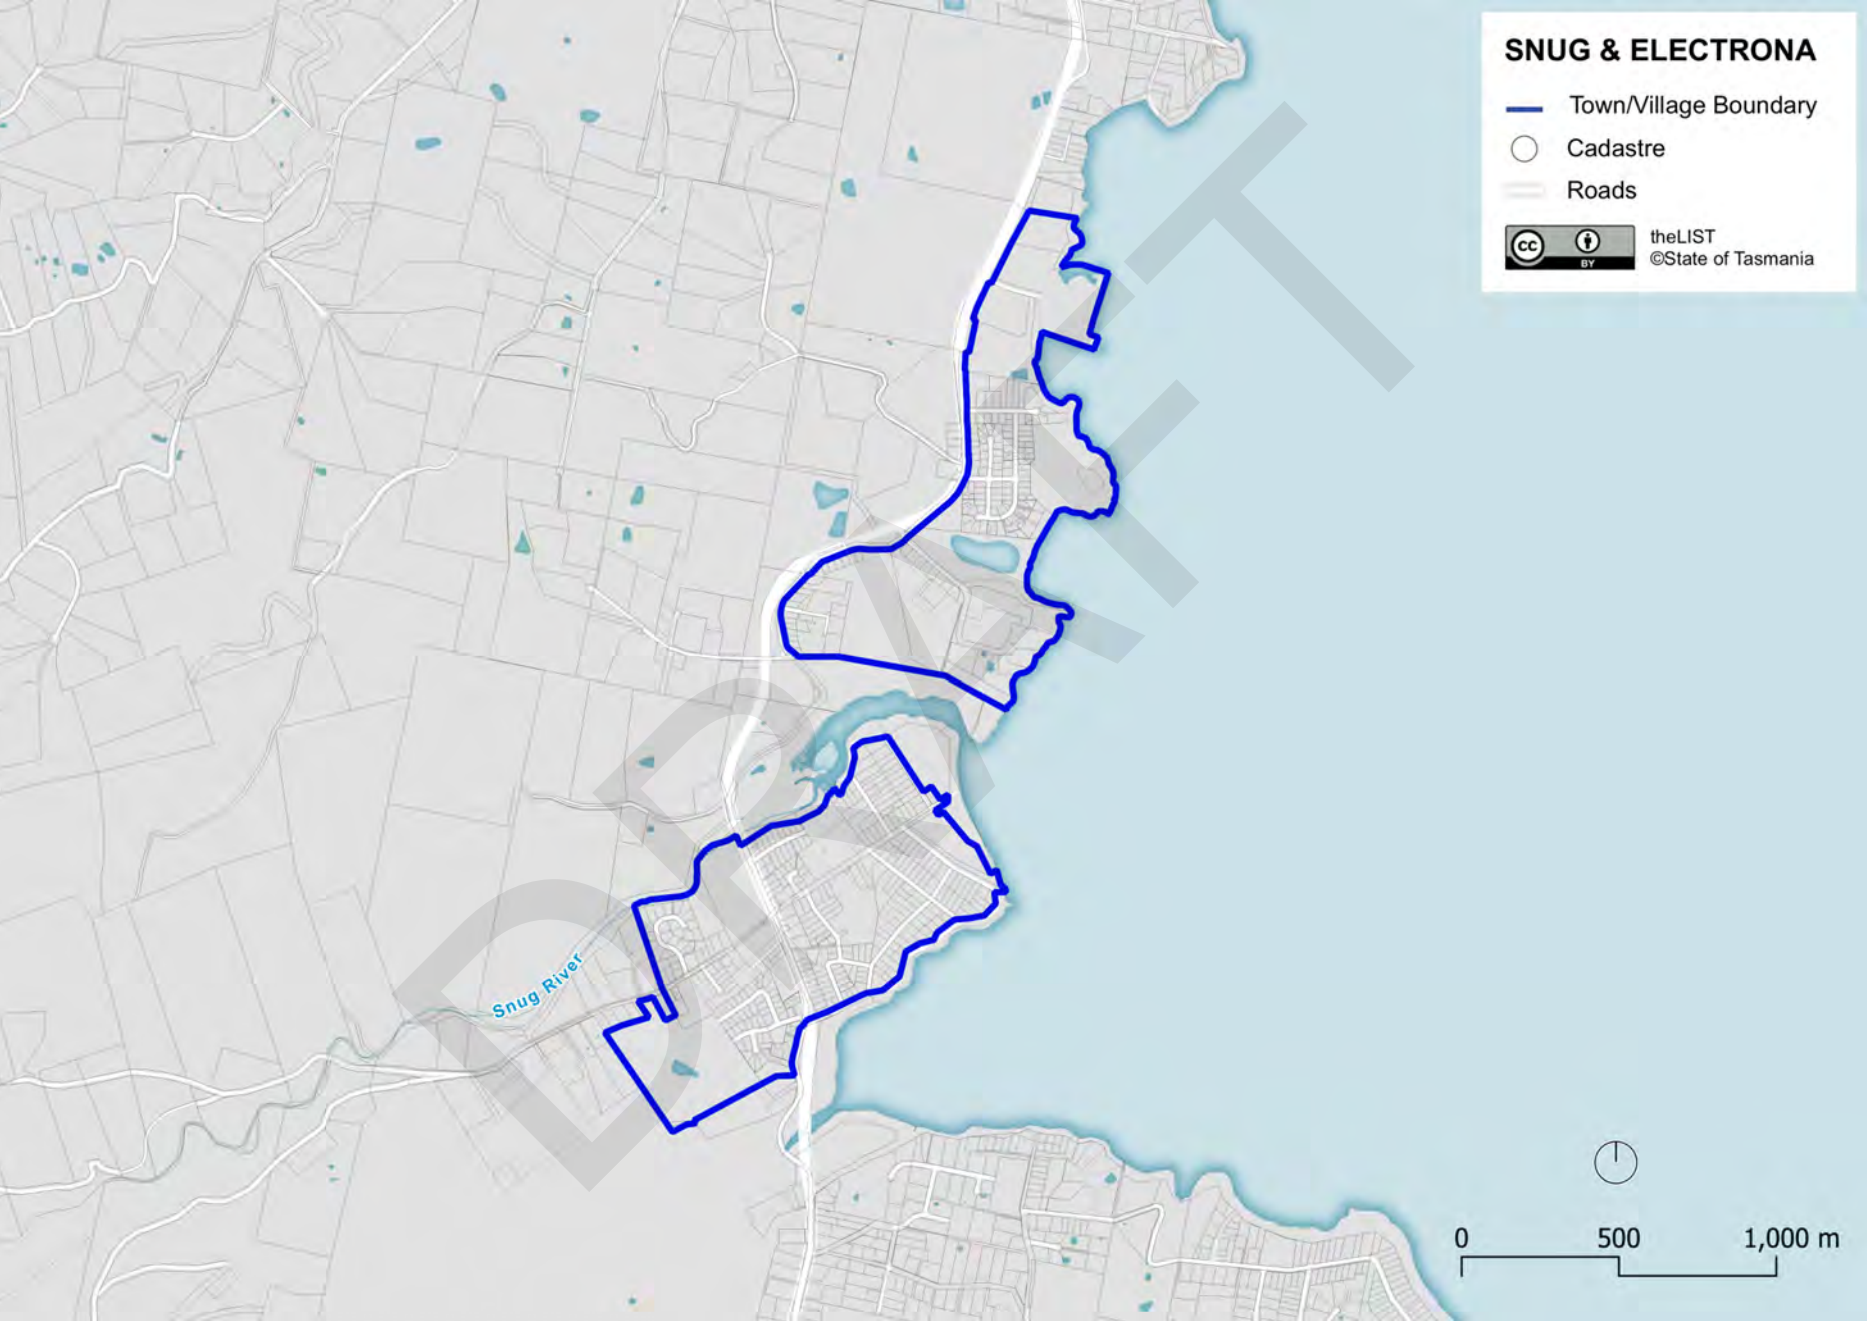 SNUG & ELECTRONA
Town/Village Boundary
Cadastre
Roads
cc
BY
theLIST
©State of Tasmania
DRAFT
Snug River
0 500 1,000 m